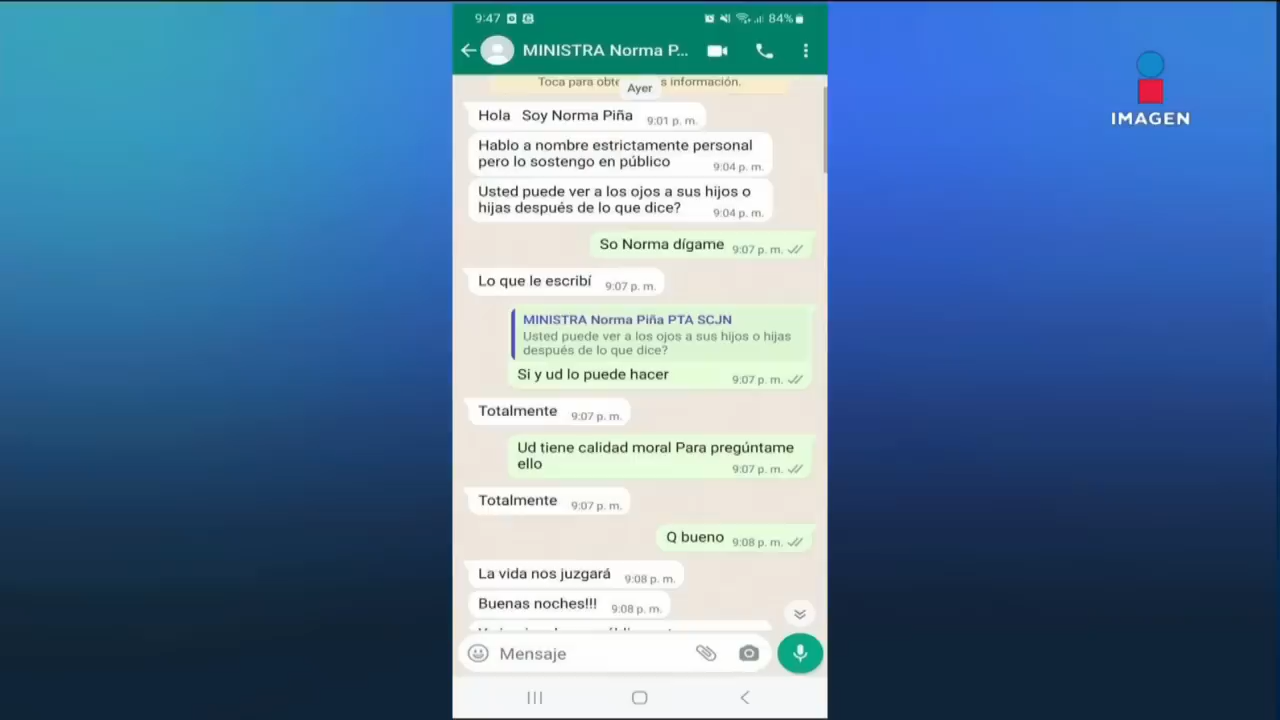 9:47
84%
MINISTRA Norma P...
IMAGEN
Toca para obte s información.
Ayer
Hola Soy Norma Piña 9:01 p. m.
Hablo a nombre estrictamente personal
pero lo sostengo en público 9:04 p. m.
Usted puede ver a los ojos a sus hijos o
hijas después de lo que dice? 9:04 p. m.
So Norma dígame 9:07 p. m.
Lo que le escribí 9:07 p. m.
MINISTRA Norma Piña PTA SCJN
Usted puede ver a los ojos a sus hijos o hijas
después de lo que dice?
Si y ud lo puede hacer 9:07 p. m.
Totalmente 9:07 p. m.
Ud tiene calidad moral Para pregúntame
ello 9:07 p. m.
Totalmente 9:07 p. m.
Q bueno 9:08 p. m.
La vida nos juzgará 9:08 p. m.
Buenas noches!!! 9:08 p. m.
Mensaje